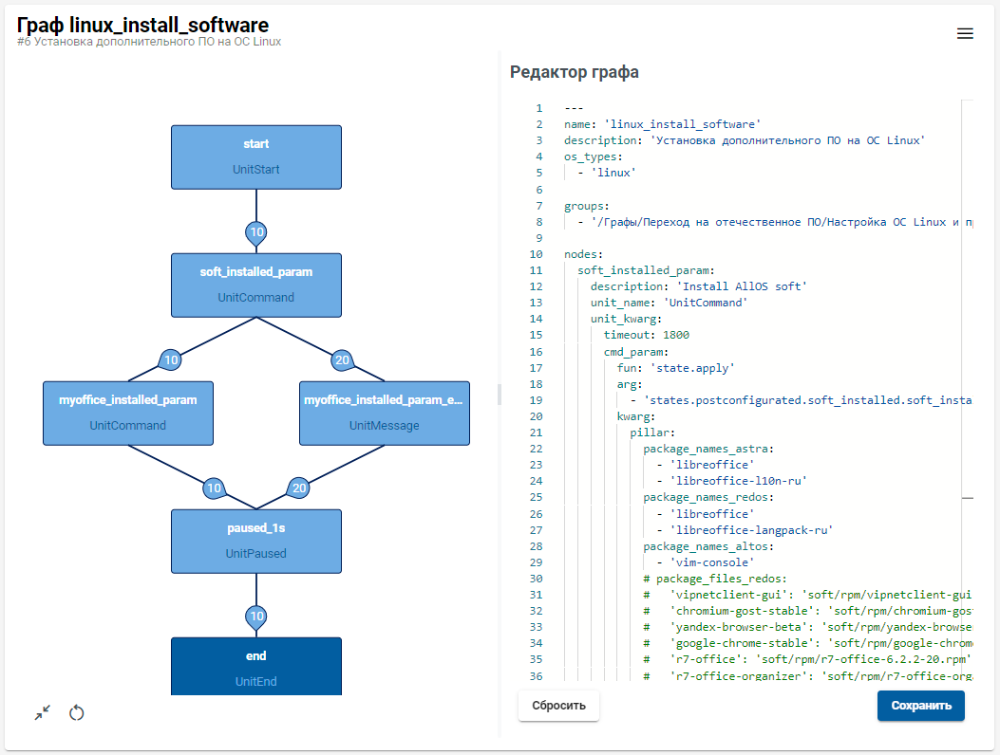 Граф linux_install_software
#6 Установка дополнительного ПО на ОС Linux
start
UnitStart
10
soft_installed_param
UnitCommand
10
20
myoffice_installed_param
UnitCommand
myoffice_installed_param_e...
UnitMessage
10
20
paused_1s
UnitPaused
10
end
UnitEnd
Редактор графа
1 ---
2 name: 'linux_install_software'
3 description: 'Установка дополнительного ПО на ОС Linux'
4 os_types:
5 - 'linux'
6
7 groups:
8 - '/Графы/Переход на отечественное ПО/Настройка ОС Linux и пр
9
10 nodes:
11 soft_installed_param:
12 description: 'Install AllOS soft'
13 unit_name: 'UnitCommand'
14 unit_kwarg:
15 timeout: 1800
16 cmd_param:
17 fun: 'state.apply'
18 arg:
19 - 'states.postconfigurated.soft_installed.soft_insta
20 kwarg:
21 pillar:
22 package_names_astra:
23 - 'libreoffice'
24 - 'libreoffice-l10n-ru'
25 package_names_redos:
26 - 'libreoffice'
27 - 'libreoffice-langpack-ru'
28 package_names_altos:
29 - 'vim-console'
30 # package_files_redos:
31 # 'vipnetclient-gui': 'soft/rpm/vipnetclient-gui
32 # 'chromium-gost-stable': 'soft/rpm/chromium-gos
33 # 'yandex-browser-beta': 'soft/rpm/yandex-browse
34 # 'google-chrome-stable': 'soft/rpm/google-chrom
35 # 'r7-office': 'soft/rpm/r7-office-6.2.2-20.rpm'
36 # 'r7-office-organizer': 'soft/rpm/r7-office-org
Сбросить
Сохранить